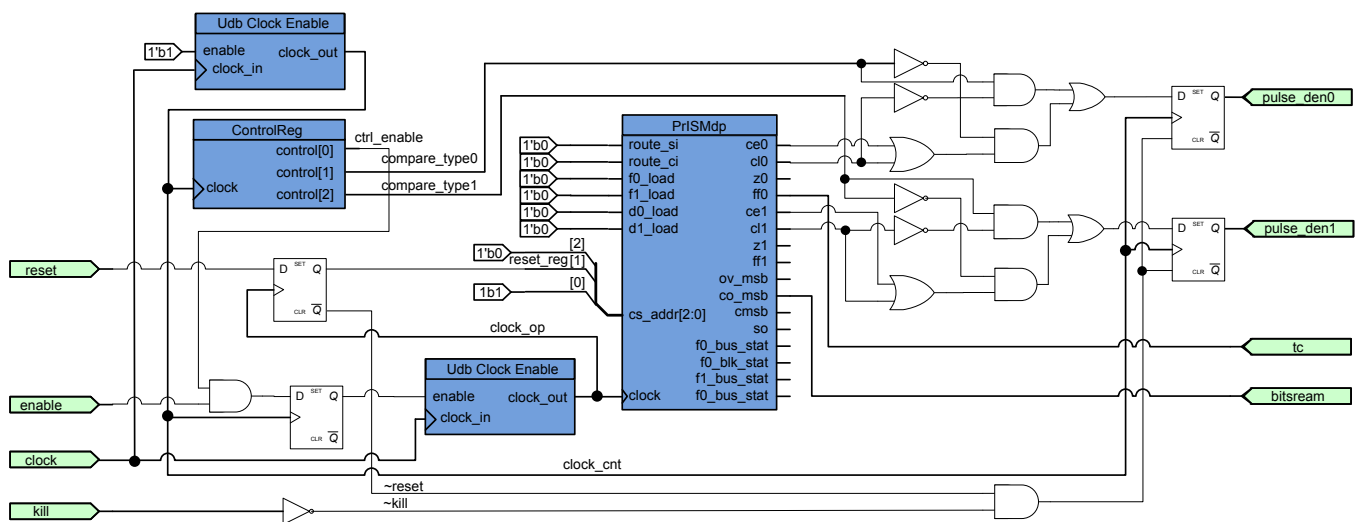 Udb Clock Enable
1'b1
enable
clock_out
clock_in
ControlReg
control[0]
control[1]
control[2]
clock
ctrl_enable
compare_type0
compare_type1
PrISMdp
1'b0
route_si
ce0
1'b0
route_ci
cl0
1'b0
f0_load
z0
1'b0
f1_load
ff0
1'b0
d0_load
ce1
1'b0
d1_load
cl1
z1
ff1
ov_msb
co_msb
cmsb
so
f0_bus_stat
f0_blk_stat
f1_bus_stat
f0_bus_stat
cs_addr[2:0]
clock
[2]
1'b0
reset_reg[1]
[0]
1b1
reset
D SET Q
CLR Q
clock_op
Udb Clock Enable
enable
clock_out
clock_in
enable
D SET Q
CLR Q
clock
clock_cnt
~reset
~kill
kill
D SET Q
CLR Q
pulse_den0
D SET Q
CLR Q
pulse_den1
tc
bitsream